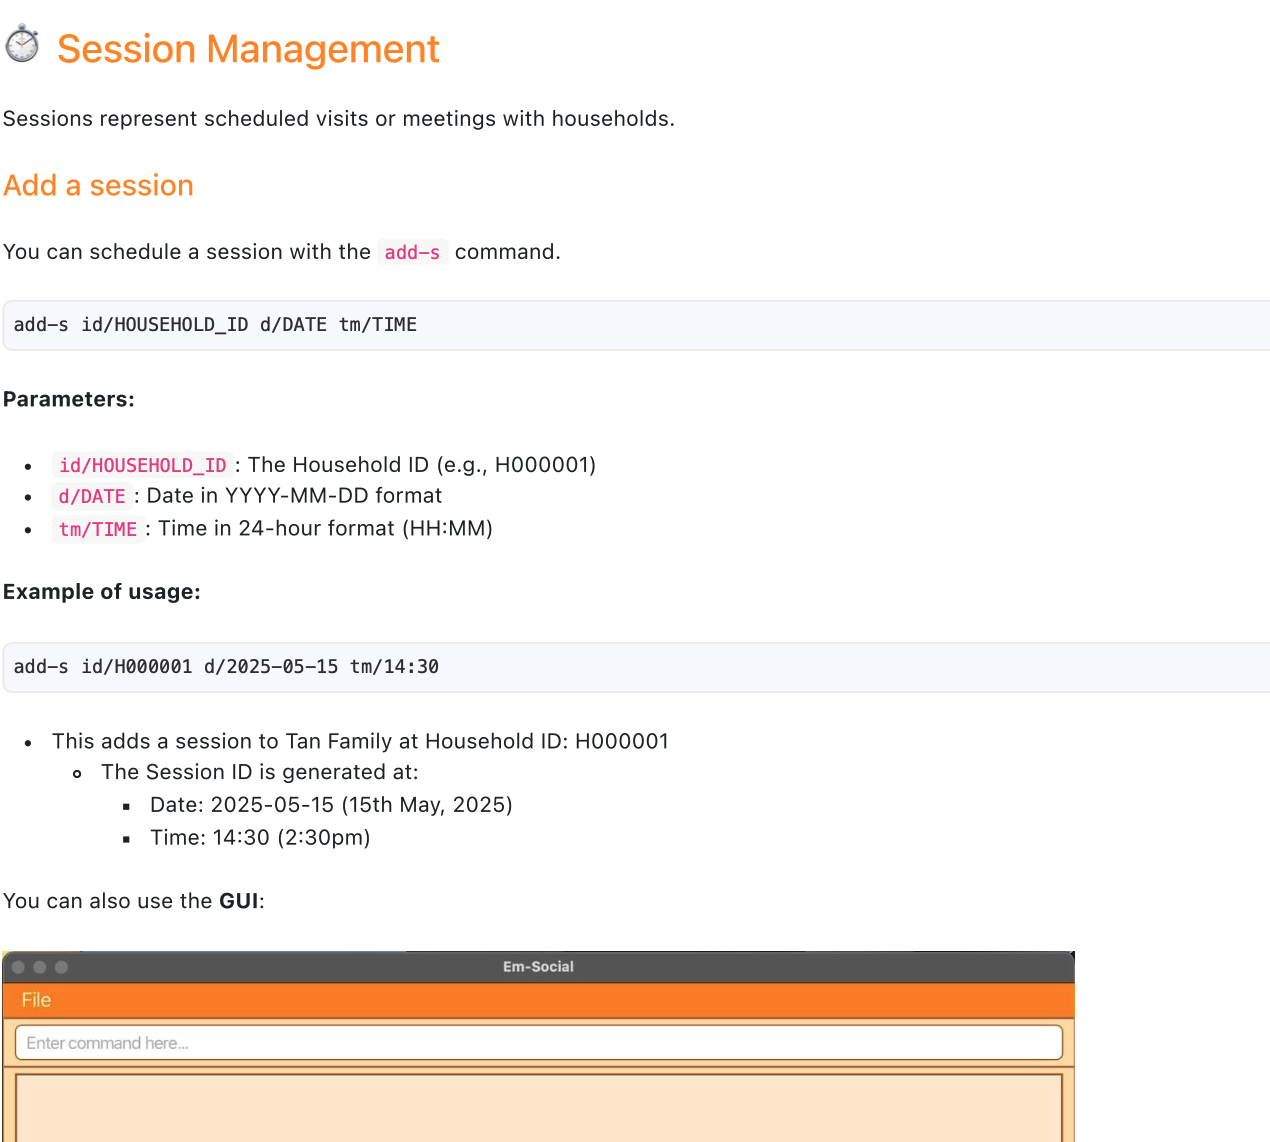 Session Management
Sessions represent scheduled visits or meetings with households.
Add a session
You can schedule a session with the add-s command.
add-s id/HOUSEHOLD_ID d/DATE tm/TIME
Parameters:
id/HOUSEHOLD_ID : The Household ID (e.g., H000001)
d/DATE : Date in YYYY-MM-DD format
tm/TIME : Time in 24-hour format (HH:MM)
Example of usage:
add-s id/H000001 d/2025-05-15 tm/14:30
This adds a session to Tan Family at Household ID: H000001
The Session ID is generated at:
Date: 2025-05-15 (15th May, 2025)
Time: 14:30 (2:30pm)
You can also use the GUI:
Em-Social
File
Enter command here...